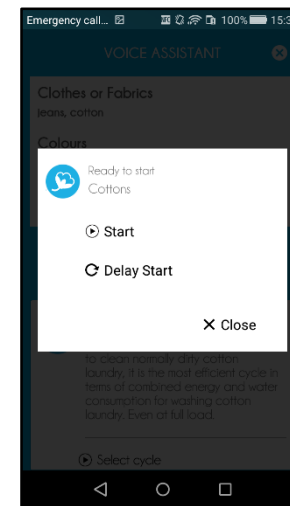 Emergency call... 100% 15:3
VOICE ASSISTANT
Clothes or Fabrics
jeans, cotton
Colours
Ready to start
Cottons
Start
Delay Start
Close
to clean normally dirty cotton
laundry, it is the most efficient cycle in
terms of combined energy and water
consumption for washing cotton
laundry. Even at full load.
Select cycle